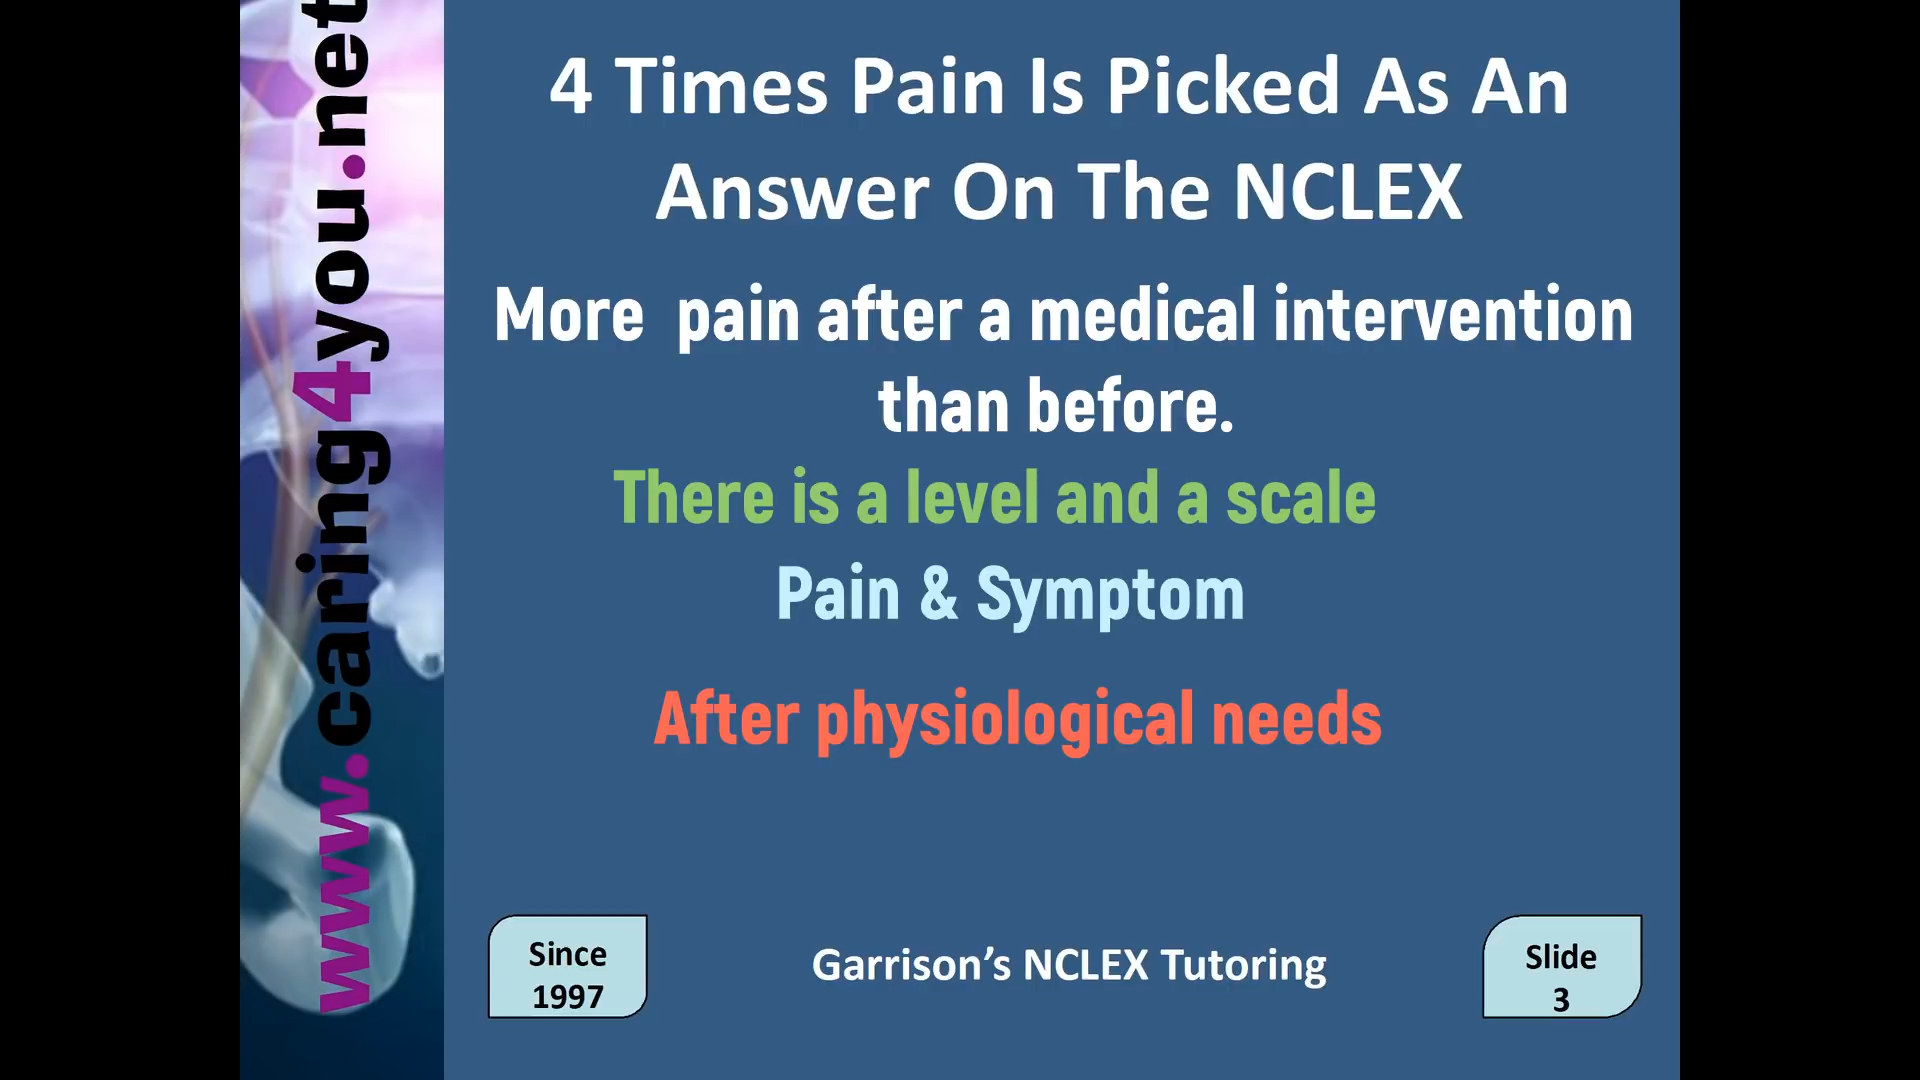 www.caring4you.net
4 Times Pain Is Picked As An
Answer On The NCLEX
More pain after a medical intervention
than before.
There is a level and a scale
Pain & Symptom
After physiological needs
Since
1997
Garrison's NCLEX Tutoring
Slide
3